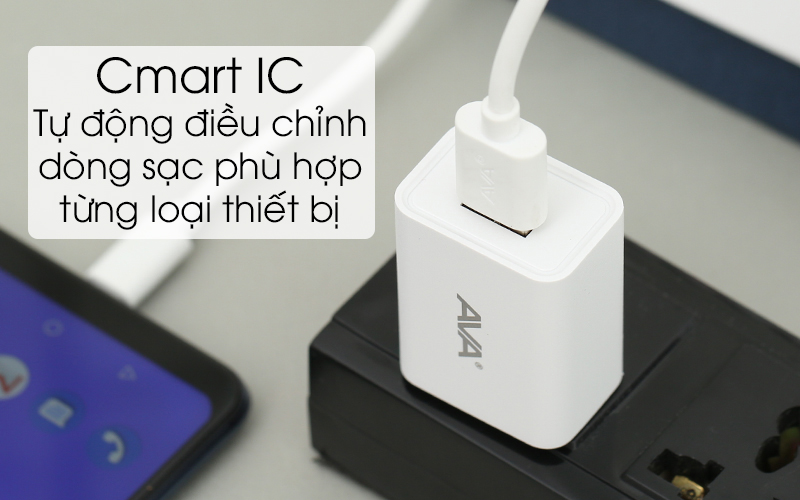 Cmart IC
Tự động điều chỉnh
dòng sạc phù hợp
từng loại thiết bị
AVA
AVA®